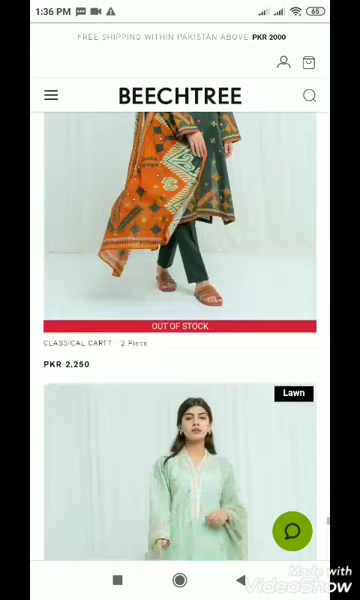 1:36 PM
65
FREE SHIPPING WITHIN PAKISTAN ABOVE PKR 2000
BEECHTREE
OUT OF STOCK
CLASSICAL CARFT - 2 Piece
PKR 2,250
Lawn
Made with
VideoShow